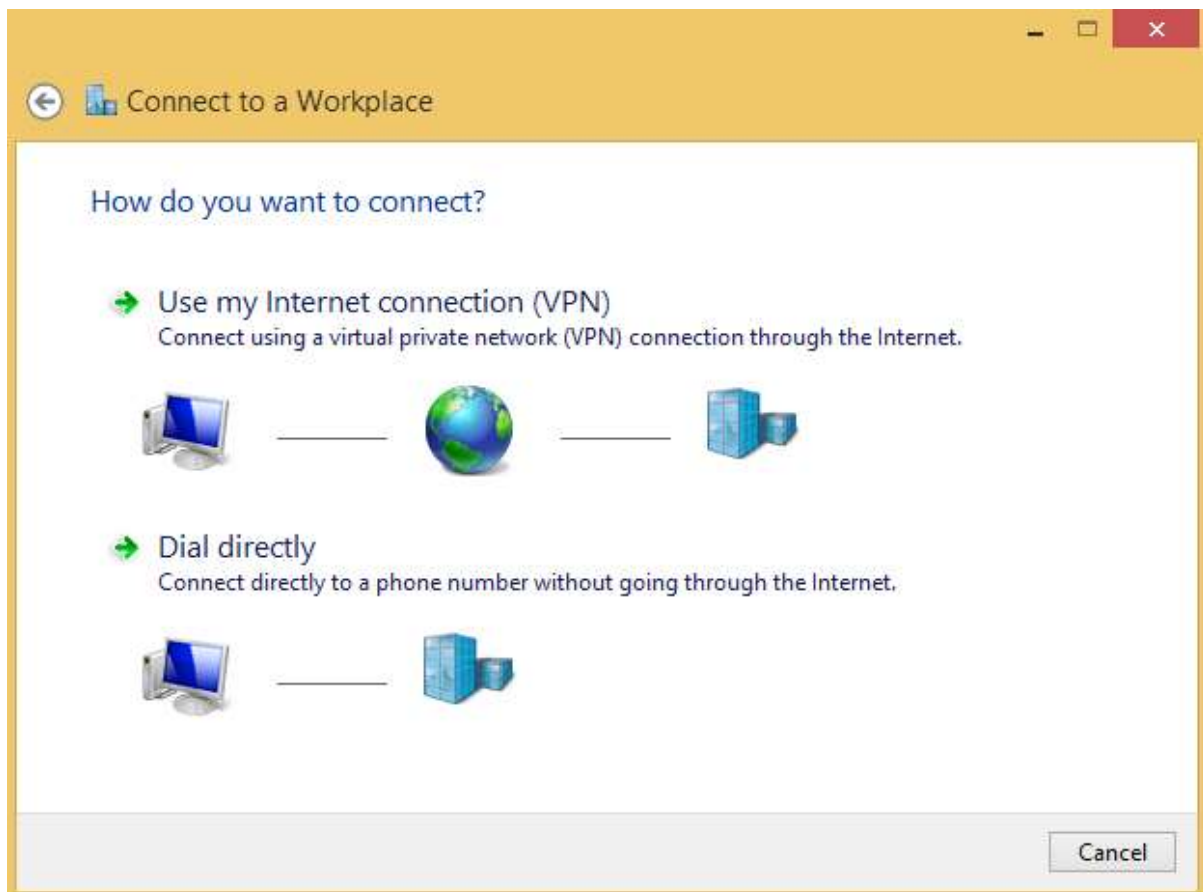 Connect to a Workplace
How do you want to connect?
Use my Internet connection (VPN)
Connect using a virtual private network (VPN) connection through the Internet.
Dial directly
Connect directly to a phone number without going through the Internet.
Cancel